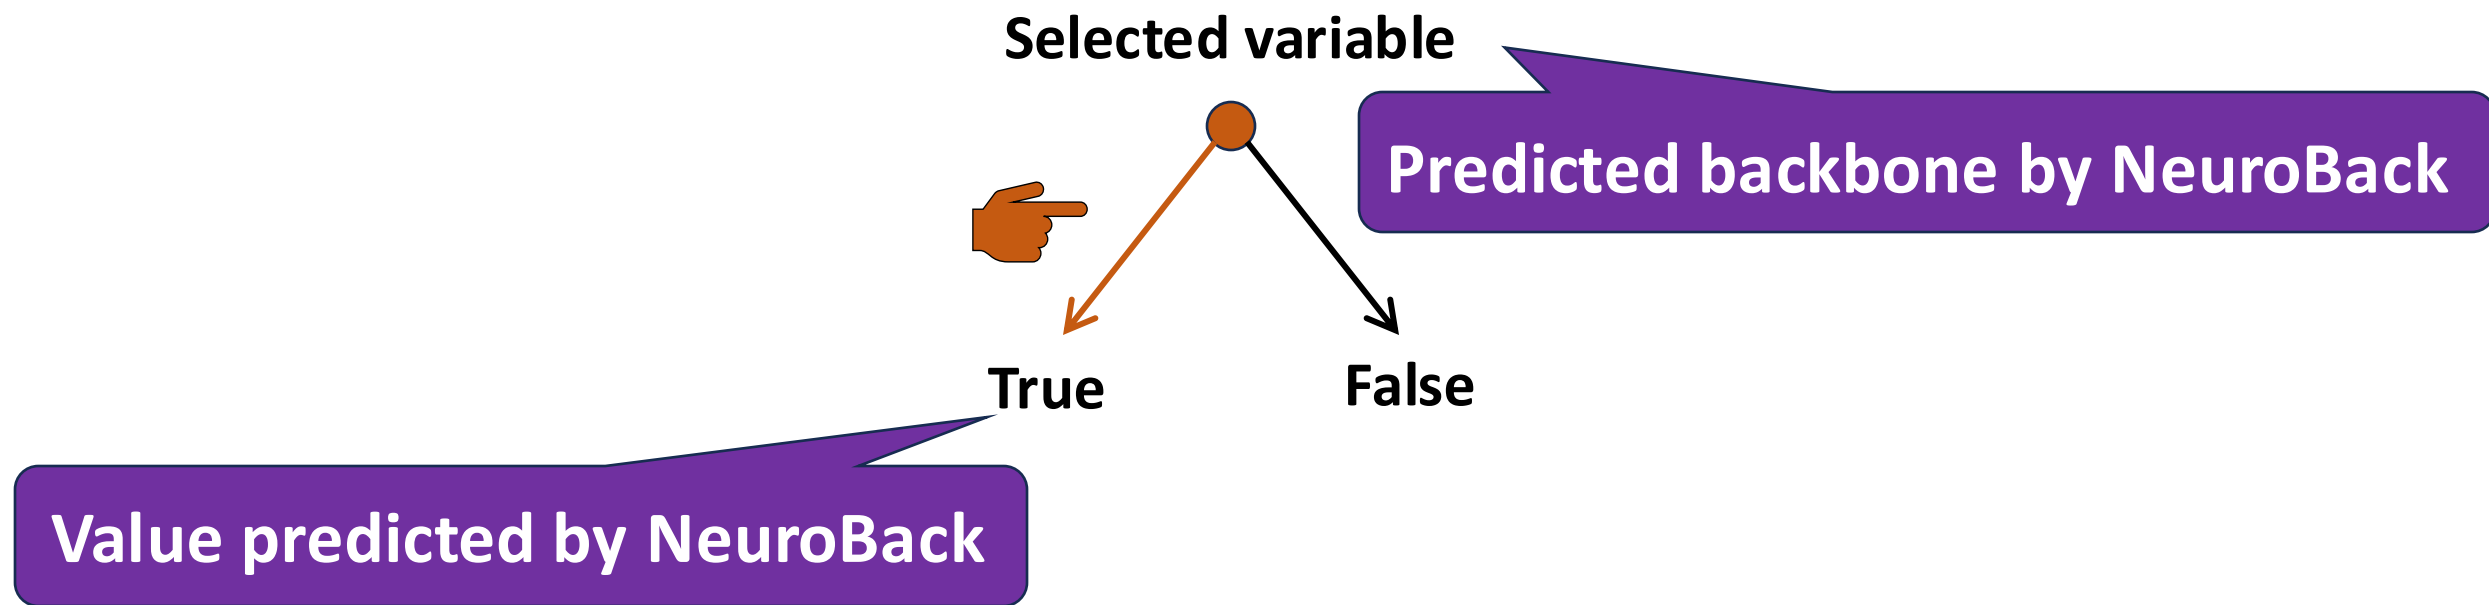 Selected variable
Predicted backbone by NeuroBack
True
False
Value predicted by NeuroBack